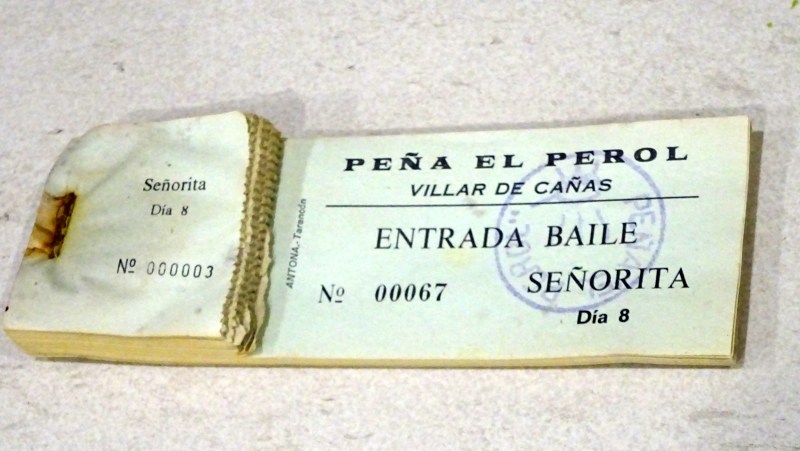 Señorita
Día 8
Nº 000003
ANTONA.-Tarancón
PEÑA EL PEROL
VILLAR DE CAÑAS
ENTRADA BAILE
Nº 00067
SEÑORITA
Día 8
PEÑA